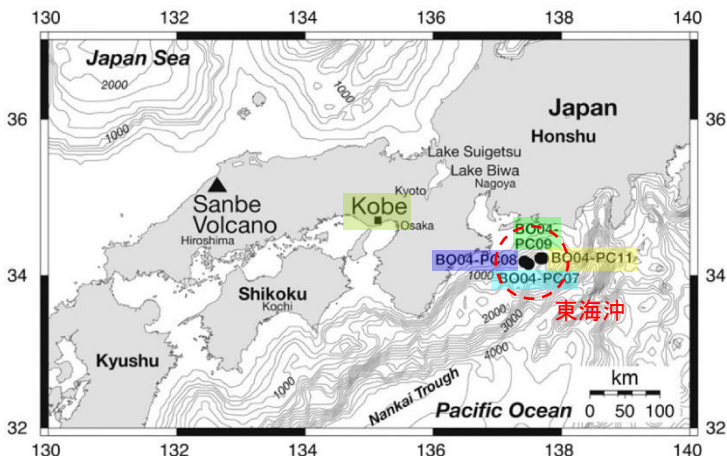 130 132 134 136 138 140
Japan Sea
2000
1000
1000
36
36
Japan
Honshu
Lake Suigetsu
Lake Biwa
Kyoto
Nagoya
Sanbe
Volcano
Hiroshima
Kobe
Osaka
BO04-
PC09
BO04-PC08
BO04-PC11
BO04-PC07
34
34
1000
Shikoku
Kochi
2000
3000
4000
東海沖
Kyushu
1000
km
0 50 100
Nankai Trough
Pacific Ocean
32
32
130 132 134 136 138 140